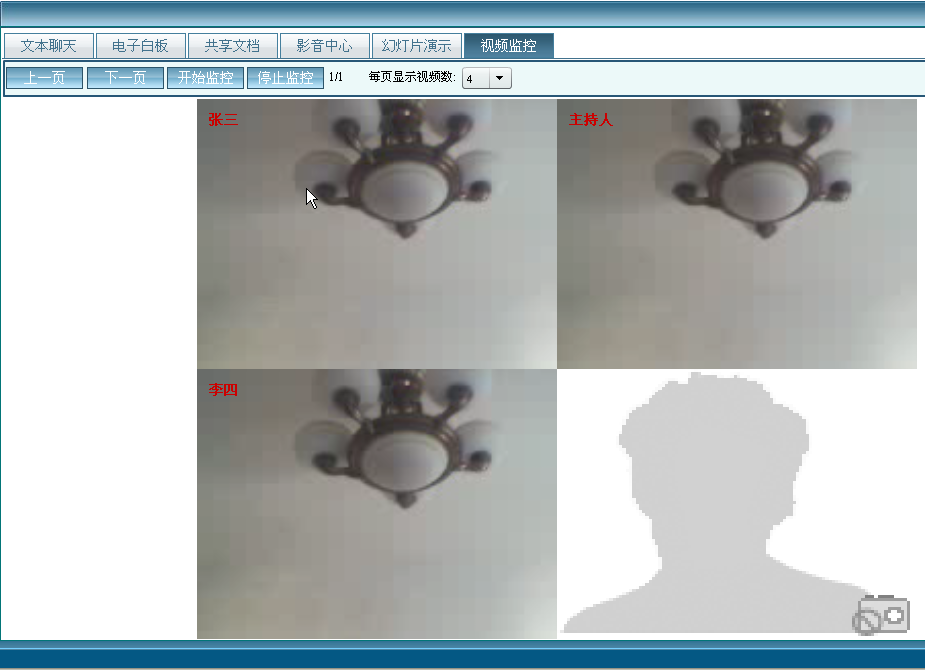 文本聊天 电子白板 共享文档 影音中心 幻灯片演示 视频监控
上一页 下一页 开始监控 停止监控 1/1 每页显示视频数: 4
张三 主持人
李四